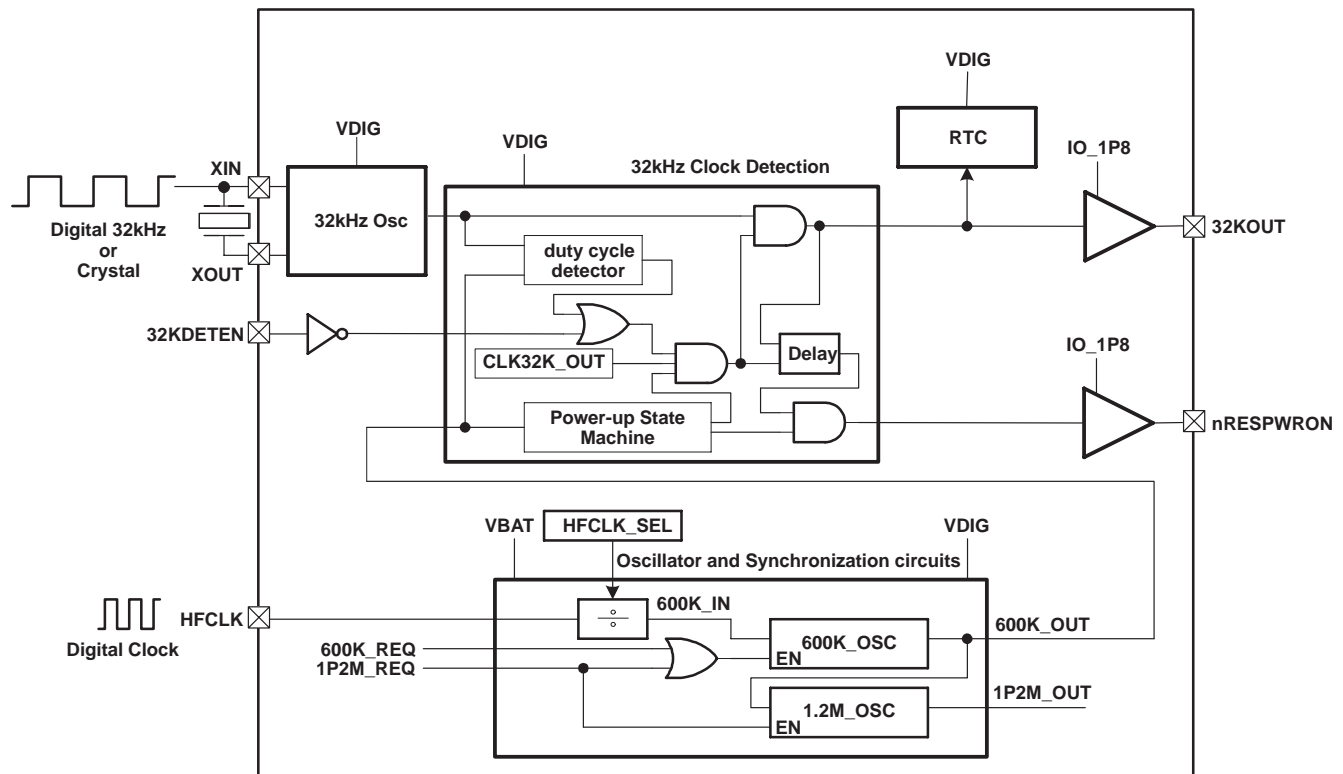 VDIG
RTC
IO_1P8
VDIG
VDIG
32kHz Clock Detection
XIN
32kHz Osc
32KOUT
Digital 32kHz
or
Crystal
XOUT
duty cycle
detector
32KDETEN
CLK32K_OUT
Delay
IO_1P8
Power-up State
Machine
nRESPWRON
VBAT
HFCLK_SEL
VDIG
Oscillator and Synchronization circuits
HFCLK
÷
600K_IN
Digital Clock
600K_REQ
1P2M_REQ
600K_OSC
EN
600K_OUT
1.2M_OSC
EN
1P2M_OUT